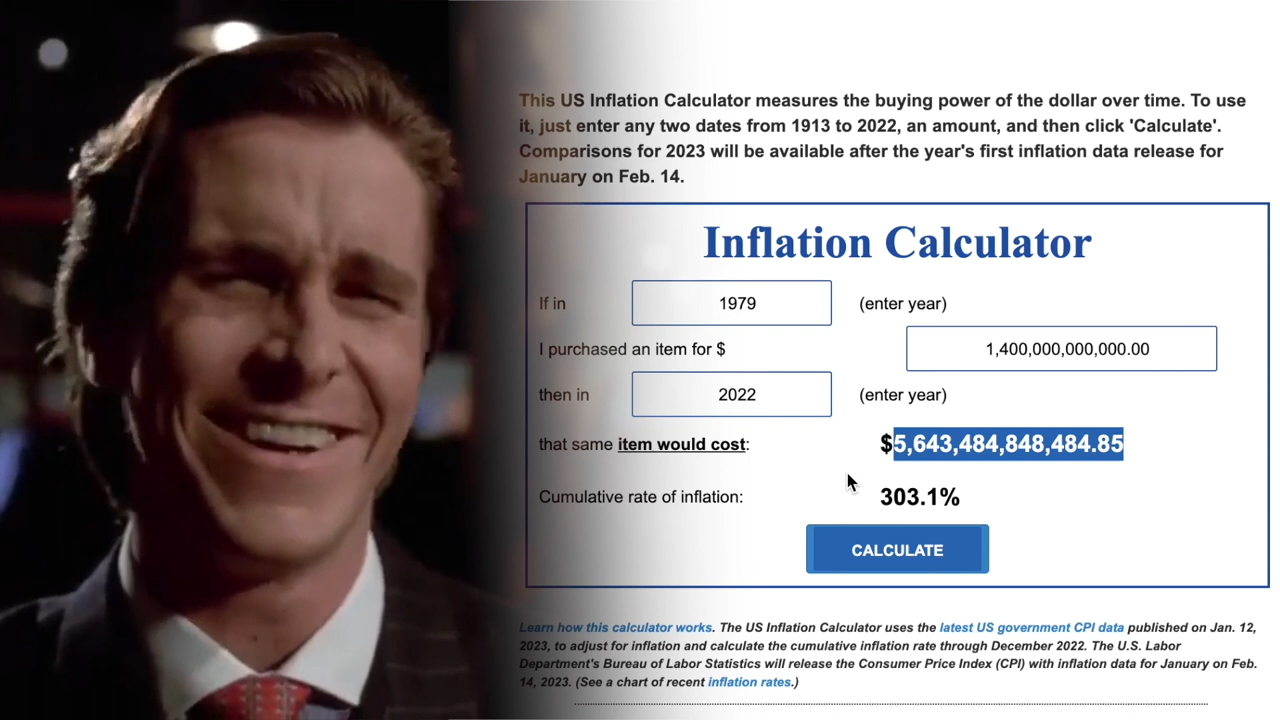 This US Inflation Calculator measures the buying power of the dollar over time. To use
it, just enter any two dates from 1913 to 2022, an amount, and then click 'Calculate'.
Comparisons for 2023 will be available after the year's first inflation data release for
January on Feb. 14.
Inflation Calculator
If in 1979 (enter year)
I purchased an item for $ 1,400,000,000,000.00
then in 2022 (enter year)
that same item would cost: $5,643,484,848,484.85
Cumulative rate of inflation: 303.1%
CALCULATE
Learn how this calculator works. The US Inflation Calculator uses the latest US government CPI data published on Jan. 12,
2023, to adjust for inflation and calculate the cumulative inflation rate through December 2022. The U.S. Labor
Department's Bureau of Labor Statistics will release the Consumer Price Index (CPI) with inflation data for January on Feb.
14, 2023. (See a chart of recent inflation rates.)